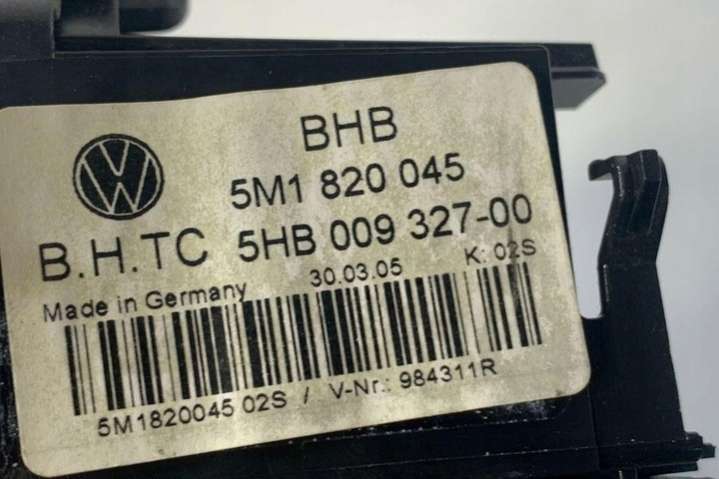 BHB
5M1 820 045
B.H.TC 5HB 009 327-00
Made in Germany 30.03.05 K: 02S
5M1820045 02S / V-Nr.: 984311R